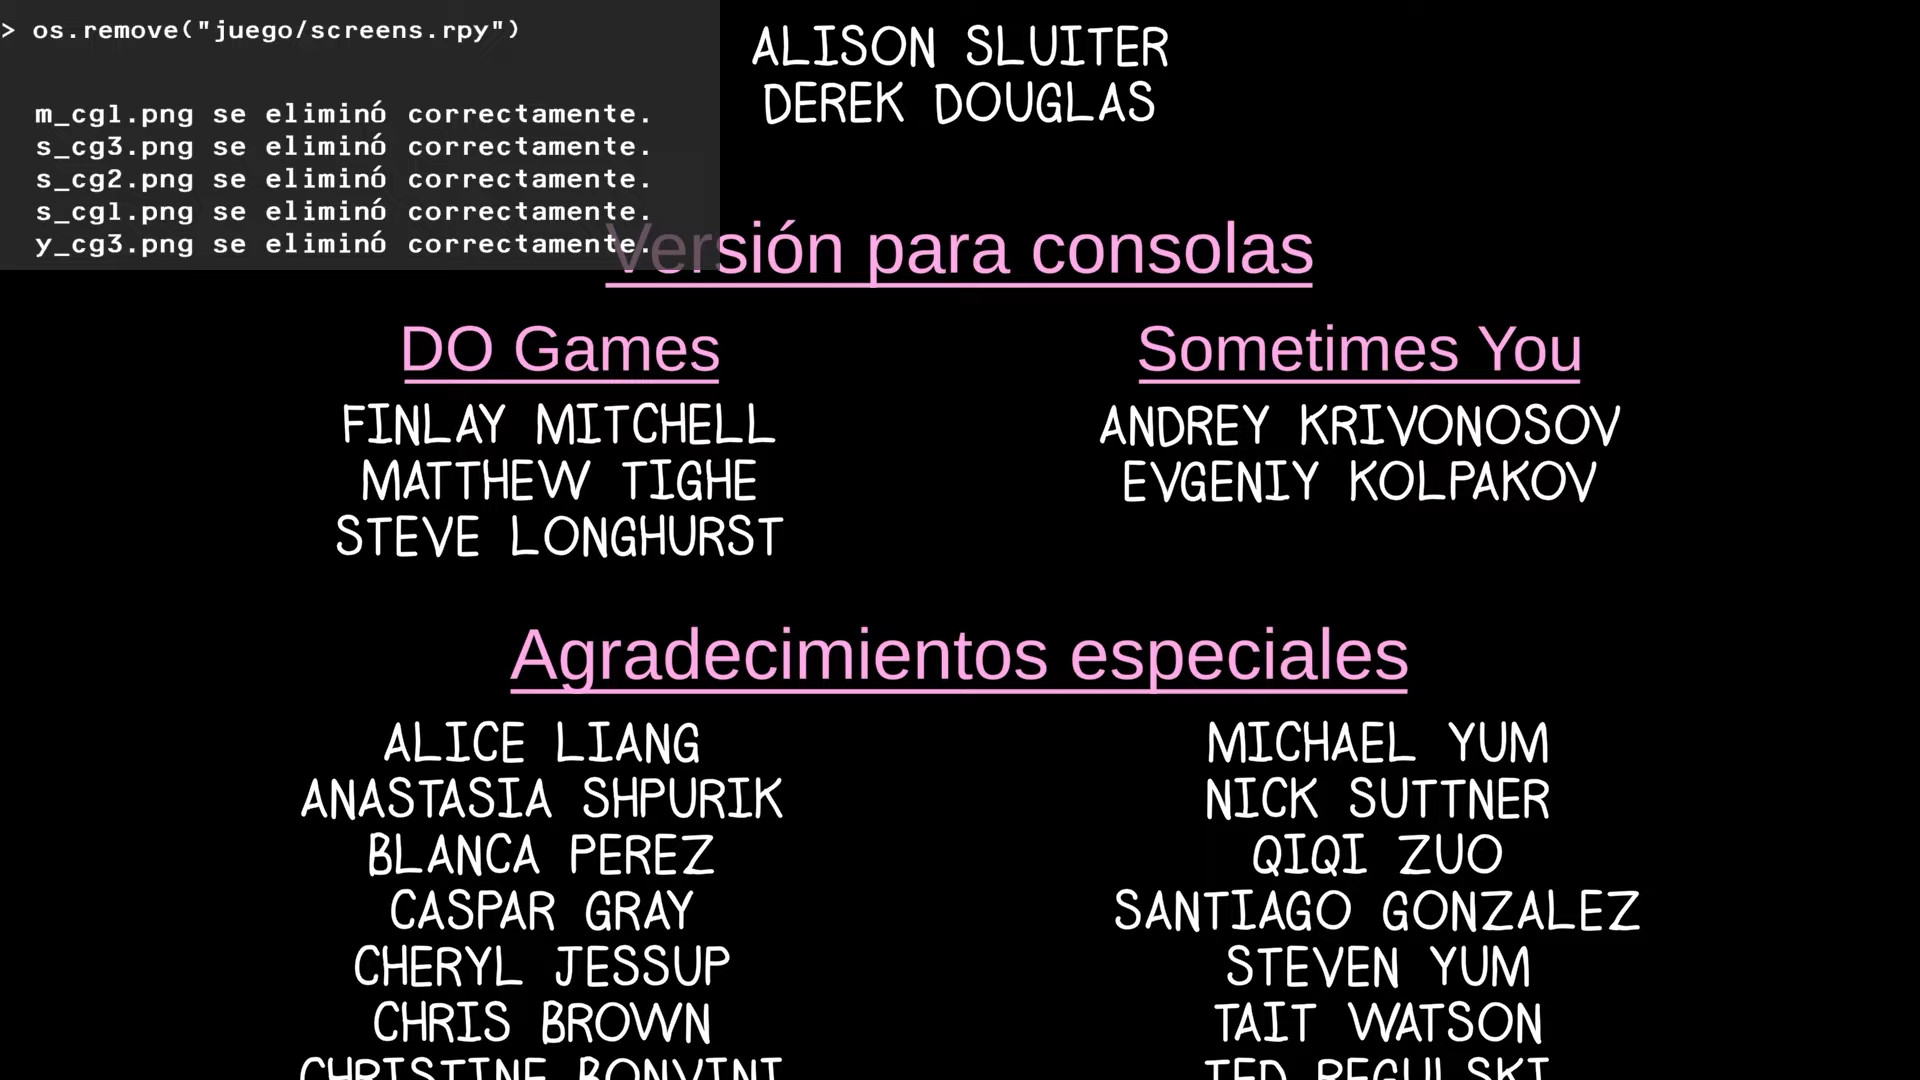 > os.remove("juego/screens.rpy")
m_cg1.png se eliminó correctamente.
s_cg3.png se eliminó correctamente.
s_cg2.png se eliminó correctamente.
s_cg1.png se eliminó correctamente.
y_cg3.png se eliminó correctamente.
ALISON SLUITER
DEREK DOUGLAS
Versión para consolas
DO Games
FINLAY MITCHELL
MATTHEW TIGHE
STEVE LONGHURST
Sometimes You
ANDREY KRIVONOSOV
EVGENIY KOLPAKOV
Agradecimientos especiales
ALICE LIANG
ANASTASIA SHPURIK
BLANCA PEREZ
CASPAR GRAY
CHERYL JESSUP
CHRIS BROWN
CHRISTINE BONVINI
MICHAEL YUM
NICK SUTTNER
QIQI ZUO
SANTIAGO GONZALEZ
STEVEN YUM
TAIT WATSON
TED REGULSKI